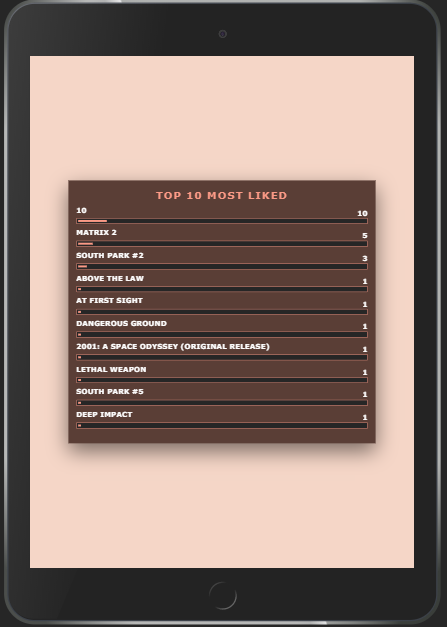 TOP 10 MOST LIKED
10 10
MATRIX 2 5
SOUTH PARK #2 3
ABOVE THE LAW 1
AT FIRST SIGHT 1
DANGEROUS GROUND 1
2001: A SPACE ODYSSEY (ORIGINAL RELEASE) 1
LETHAL WEAPON 1
SOUTH PARK #5 1
DEEP IMPACT 1